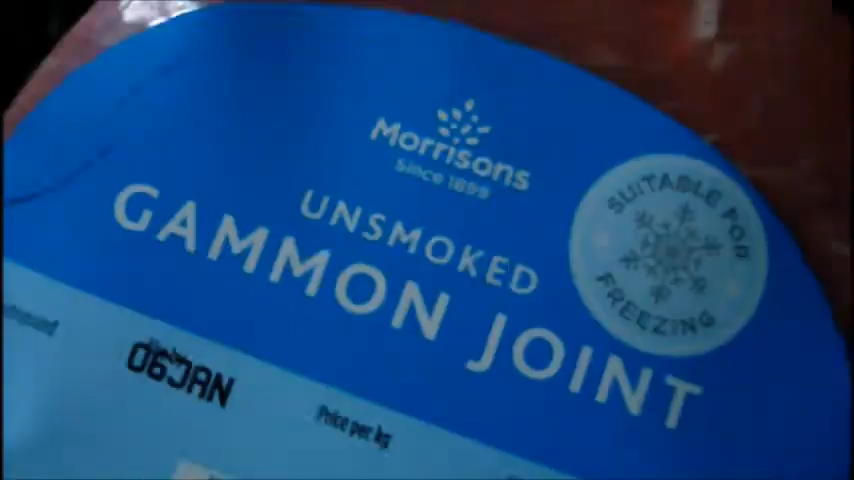 Morrisons
Since 1899
UNSMOKED
GAMMON JOINT
SUITABLE FOR
FREEZING
06JAN
Price per kg